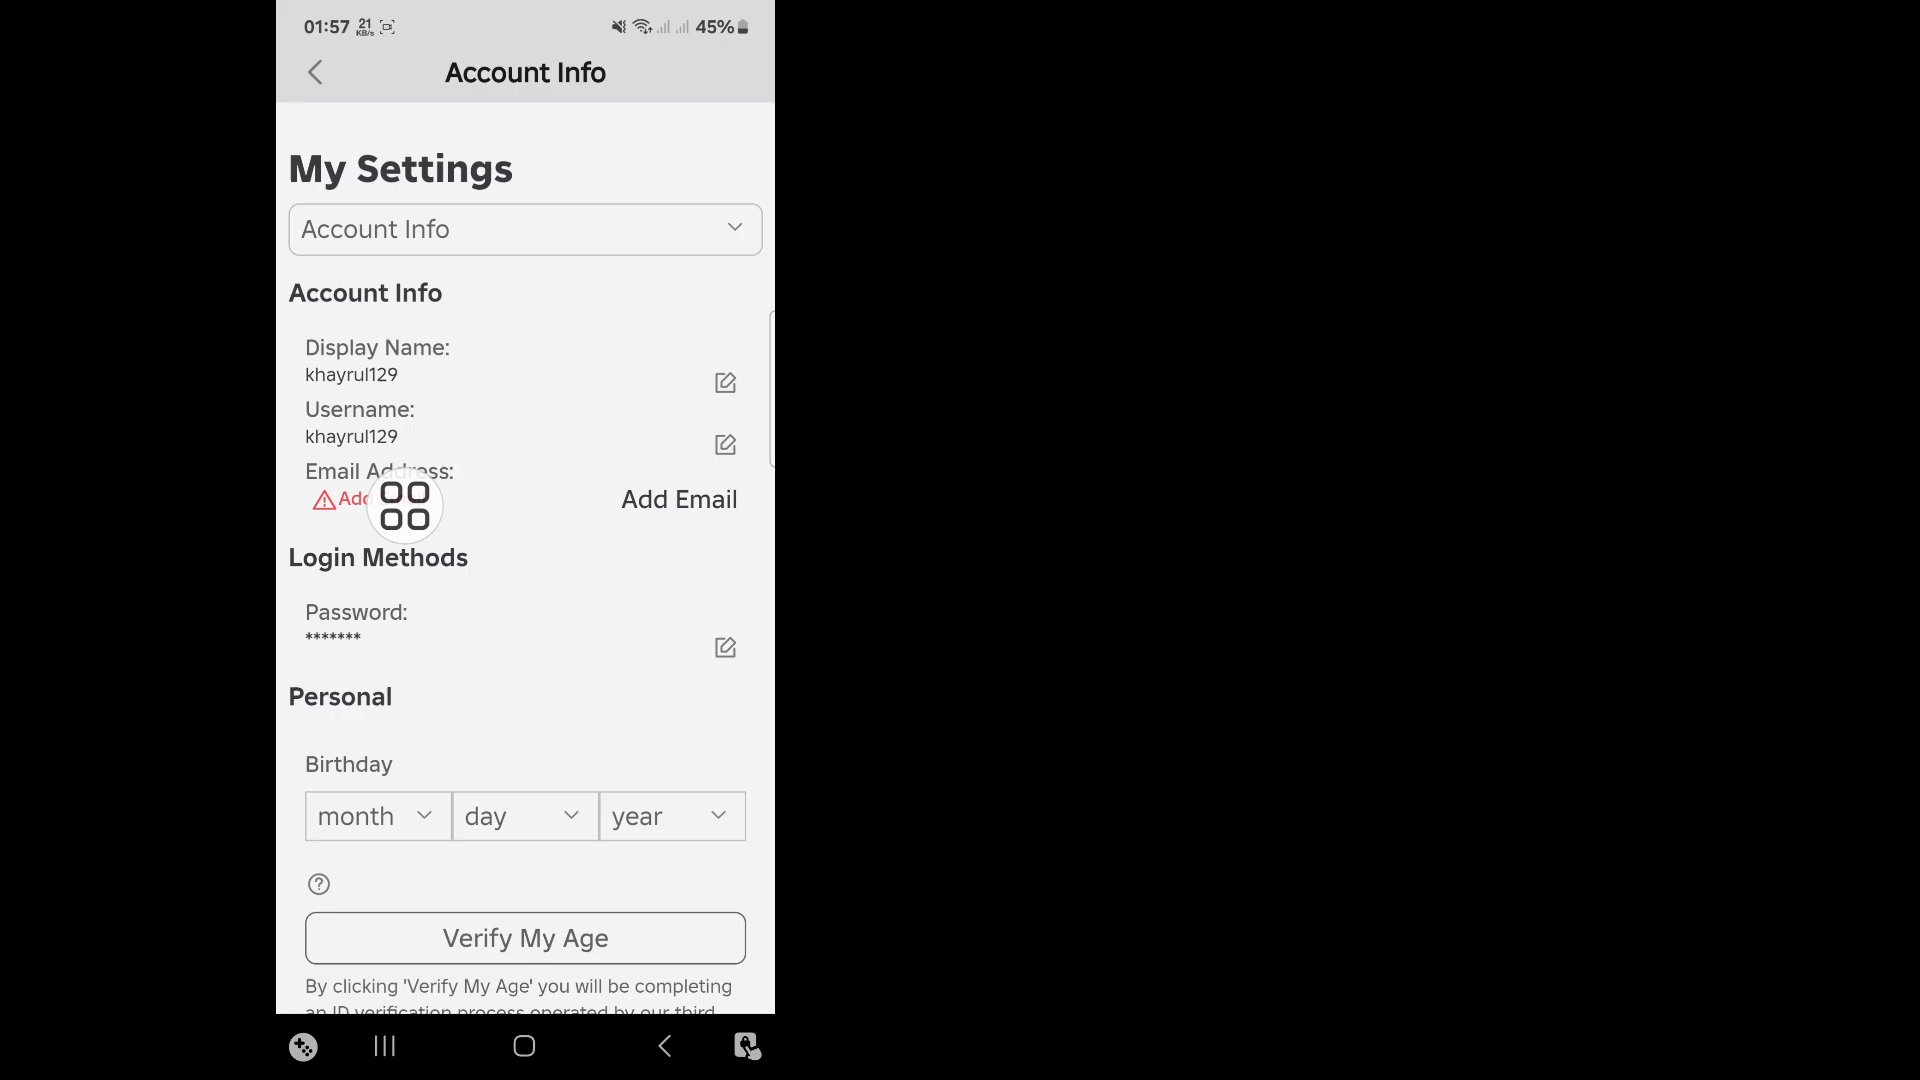 01:57 21 KB/s 45%
Account Info
My Settings
Account Info
Account Info
Display Name:
khayrul129
Username:
khayrul129
Email Address:
Add Email
Login Methods
Password:
*******
Personal
Birthday
month day year
Verify My Age
By clicking 'Verify My Age' you will be completing
an ID verification process operated by our third